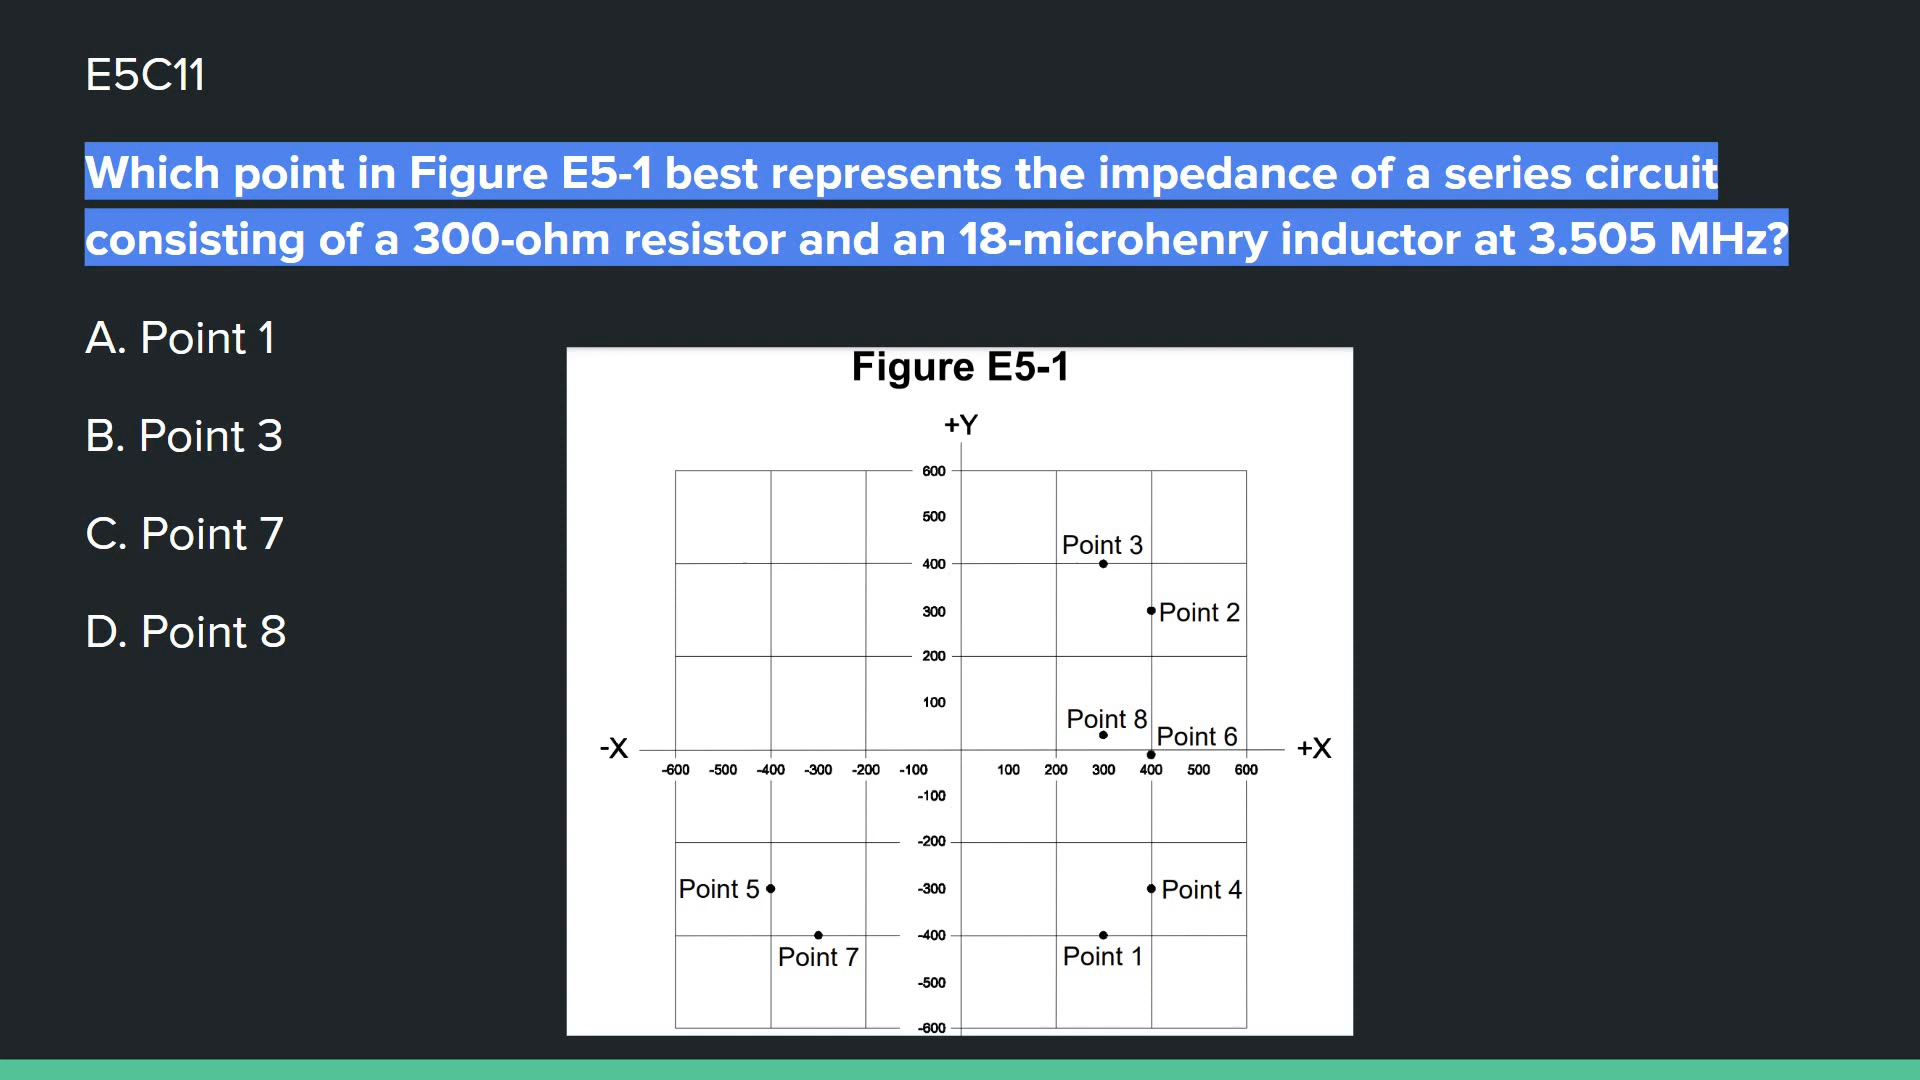 E5C11
Which point in Figure E5-1 best represents the impedance of a series circuit
consisting of a 300-ohm resistor and an 18-microhenry inductor at 3.505 MHz?
A. Point 1
B. Point 3
C. Point 7
D. Point 8
Figure E5-1
+Y
600
500
Point 3
400
300
Point 2
200
100
Point 8
Point 6
-X
+X
-600 -500 -400 -300 -200 -100 100 200 300 400 500 600
-100
-200
Point 5
-300
Point 4
-400
Point 7
Point 1
-500
-600